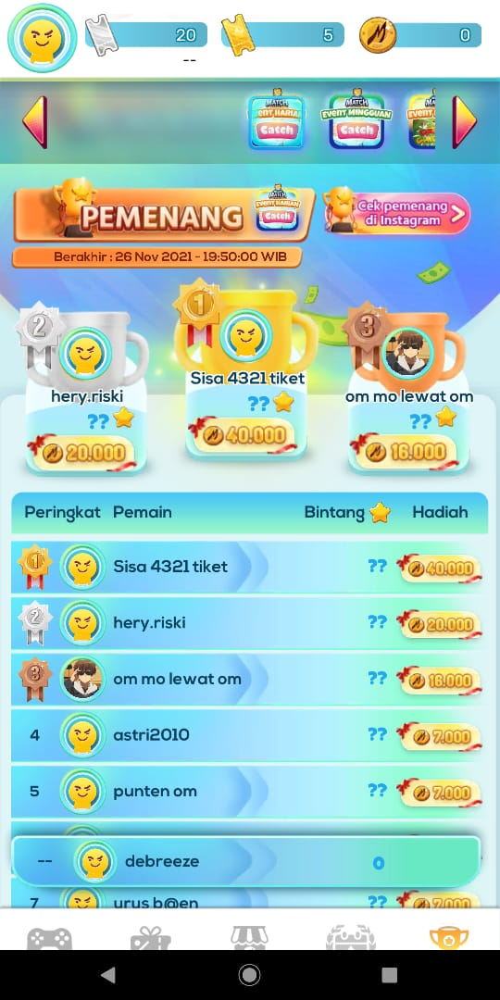 20
5
0
--
MATCH
EVENT HARIAN
Catch
MATCH
EVENT MINGGUAN
Catch
PEMENANG
MATCH
EVENT HARIAN
Catch
Cek pemenang
di Instagram
Berakhir : 26 Nov 2021 - 19:50:00 WIB
2
hery.riski
??
20.000
1
Sisa 4321 tiket
??
40.000
3
om mo lewat om
??
16.000
Peringkat Pemain Bintang Hadiah
1 Sisa 4321 tiket ?? 40.000
2 hery.riski ?? 20.000
3 om mo lewat om ?? 16.000
4 astri2010 ?? 7.000
5 punten om ?? 7.000
-- debreeze 0
7 urus b@en ?? 7.000